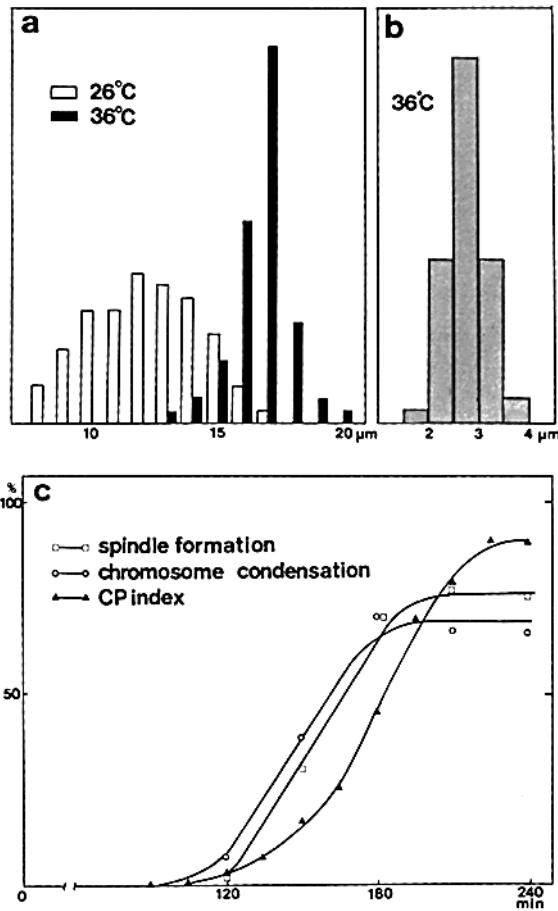 a
26°C
36°C
10 15 20 µm
b
36°C
2 3 4 µm
c
%
100
50
spindle formation
chromosome condensation
CP index
0 120 180 240
min